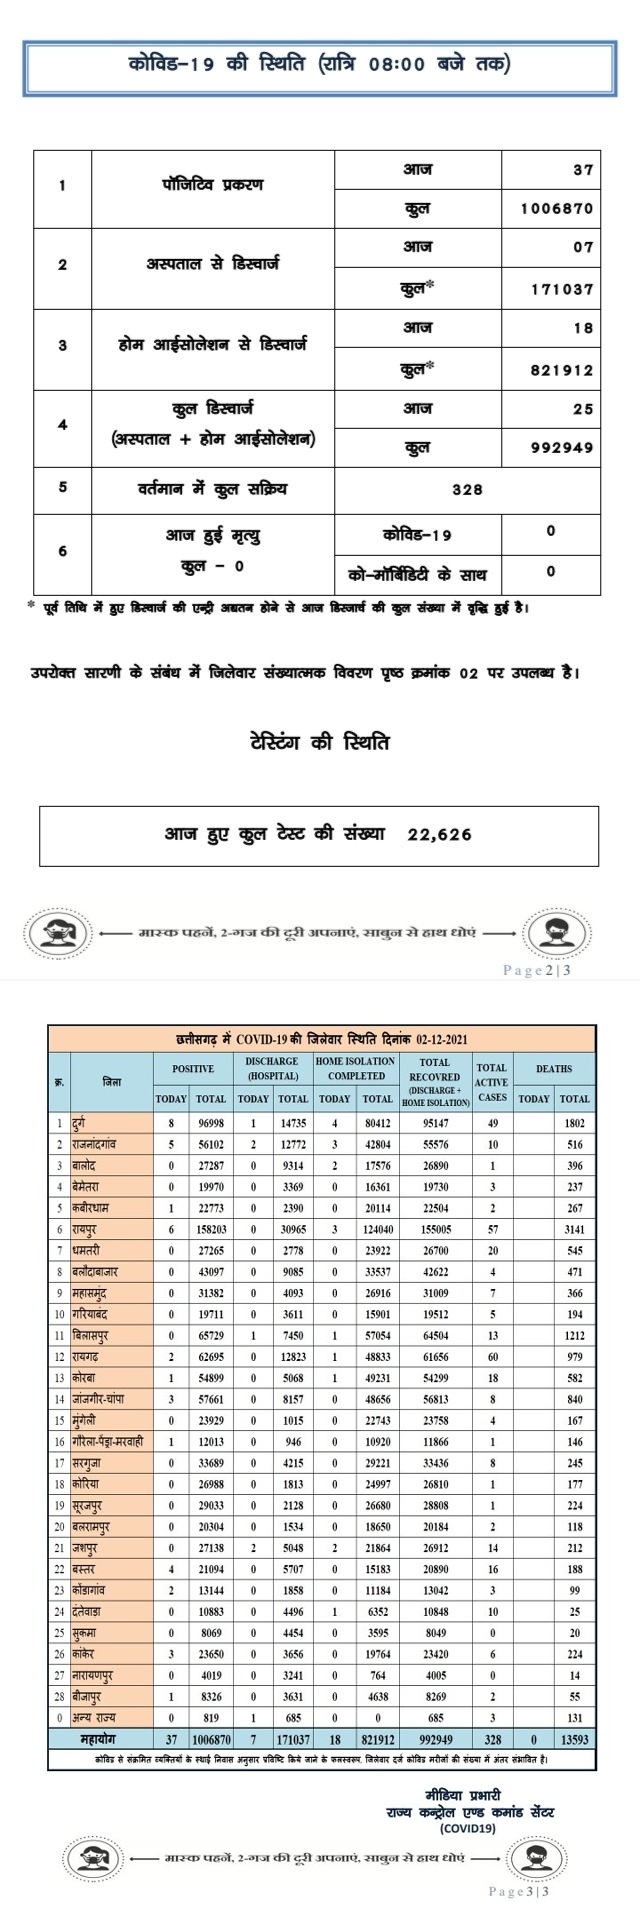 कोविड-19 की स्थिति (रात्रि 08:00 बजे तक)
1 पॉजिटिव प्रकरण आज 37
कुल 1006870
2 अस्पताल से डिस्चार्ज आज 07
कुल* 171037
3 होम आईसोलेशन से डिस्चार्ज आज 18
कुल* 821912
4 कुल डिस्चार्ज (अस्पताल + होम आईसोलेशन) आज 25
कुल 992949
5 वर्तमान में कुल सक्रिय 328
6 आज हुई मृत्यु कुल - 0 कोविड-19 0
को-मॉर्बिडिटी के साथ 0
* पूर्व तिथि में हुए डिस्चार्ज की एन्ट्री अद्यतन होने से आज डिस्जार्च की कुल संख्या में वृद्धि हुई है।
उपरोक्त सारणी के संबंध में जिलेवार संख्यात्मक विवरण पृष्ठ क्रमांक 02 पर उपलब्ध है।
टेस्टिंग की स्थिति
आज हुए कुल टेस्ट की संख्या 22,626
मास्क पहनें, 2-गज की दूरी अपनाएं, साबुन से हाथ धोएं
Page2|3
छत्तीसगढ़ में COVID-19 की जिलेवार स्थिति दिनांक 02-12-2021
क्र. जिला POSITIVE DISCHARGE (HOSPITAL) HOME ISOLATION COMPLETED TOTAL RECOVRED (DISCHARGE + HOME ISOLATION) TOTAL ACTIVE CASES DEATHS
TODAY TOTAL TODAY TOTAL TODAY TOTAL TODAY TOTAL
1 दुर्ग 8 96998 1 14735 4 80412 95147 49 1802
2 राजनांदगांव 5 56102 2 12772 3 42804 55576 10 516
3 बालोद 0 27287 0 9314 2 17576 26890 1 396
4 बेमेतरा 0 19970 0 3369 0 16361 19730 3 237
5 कबीरधाम 1 22773 0 2390 0 20114 22504 2 267
6 रायपुर 6 158203 0 30965 3 124040 155005 57 3141
7 धमतरी 0 27265 0 2778 0 23922 26700 20 545
8 बलौदाबाजार 0 43097 0 9085 0 33537 42622 4 471
9 महासमुंद 0 31382 0 4093 0 26916 31009 7 366
10 गरियाबंद 0 19711 0 3611 0 15901 19512 5 194
11 बिलासपुर 0 65729 1 7450 1 57054 64504 13 1212
12 रायगढ़ 2 62695 0 12823 1 48833 61656 60 979
13 कोरबा 1 54899 0 5068 1 49231 54299 18 582
14 जांजगीर-चांपा 3 57661 0 8157 0 48656 56813 8 840
15 मुंगेली 0 23929 0 1015 0 22743 23758 4 167
16 गौरेला-पेंड्रा-मरवाही 1 12013 0 946 0 10920 11866 1 146
17 सरगुजा 0 33689 0 4215 0 29221 33436 8 245
18 कोरिया 0 26988 0 1813 0 24997 26810 1 177
19 सूरजपुर 0 29033 0 2128 0 26680 28808 1 224
20 बलरामपुर 0 20304 0 1534 0 18650 20184 2 118
21 जशपुर 0 27138 2 5048 2 21864 26912 14 212
22 बस्तर 4 21094 0 5707 0 15183 20890 16 188
23 कोंडागांव 2 13144 0 1858 0 11184 13042 3 99
24 दंतेवाडा 0 10883 0 4496 1 6352 10848 10 25
25 सुकमा 0 8069 0 4454 0 3595 8049 0 20
26 कांकेर 3 23650 0 3656 0 19764 23420 6 224
27 नारायणपुर 0 4019 0 3241 0 764 4005 0 14
28 बीजापुर 1 8326 0 3631 0 4638 8269 2 55
0 अन्य राज्य 0 819 1 685 0 0 685 3 131
महायोग 37 1006870 7 171037 18 821912 992949 328 0 13593
कोविड से संक्रमित व्यक्तियों के स्थाई निवास अनुसार प्रविष्टि किये जाने के फलस्वरूप, जिलेवार दर्ज कोविड मरीजों की संख्या में अंतर संभावित है।
मीडिया प्रभारी
राज्य कन्ट्रोल एण्ड कमांड सेंटर
(COVID19)
मास्क पहनें, 2-गज की दूरी अपनाएं, साबुन से हाथ धोएं
Page3|3